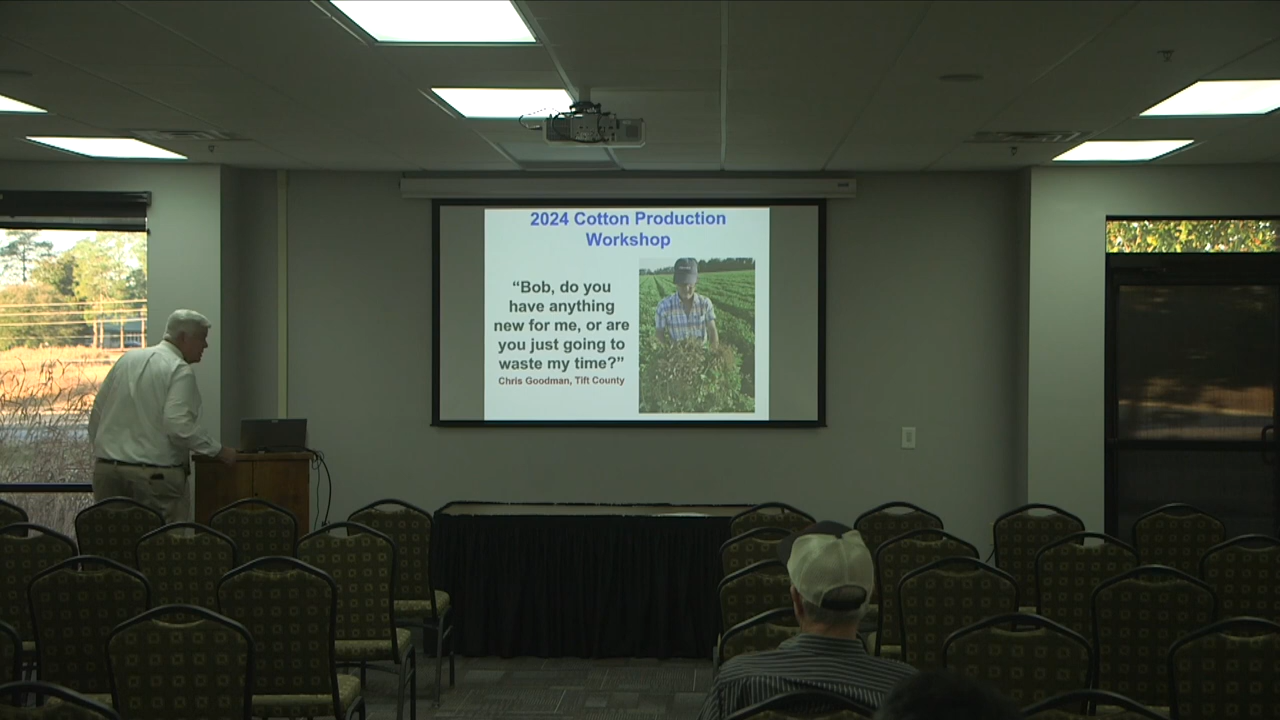 2024 Cotton Production
Workshop
“Bob, do you
have anything
new for me, or are
you just going to
waste my time?”
Chris Goodman, Tift County